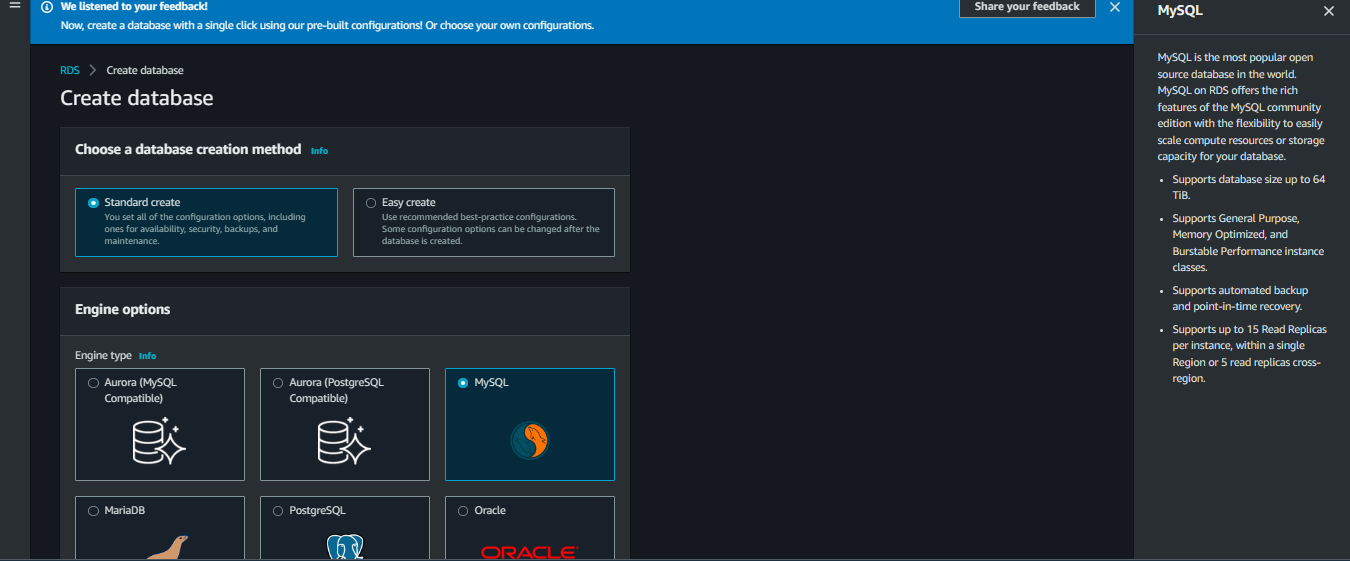 We listened to your feedback!
Now, create a database with a single click using our pre-built configurations! Or choose your own configurations.
Share your feedback
RDS > Create database
Create database
Choose a database creation method Info
Standard create
You set all of the configuration options, including
ones for availability, security, backups, and
maintenance.
Easy create
Use recommended best-practice configurations.
Some configuration options can be changed after the
database is created.
Engine options
Engine type Info
Aurora (MySQL
Compatible)
Aurora (PostgreSQL
Compatible)
MySQL
MariaDB
PostgreSQL
Oracle
ORACLE
MySQL
MySQL is the most popular open
source database in the world.
MySQL on RDS offers the rich
features of the MySQL community
edition with the flexibility to easily
scale compute resources or storage
capacity for your database.
• Supports database size up to 64
TiB.
• Supports General Purpose,
Memory Optimized, and
Burstable Performance instance
classes.
• Supports automated backup
and point-in-time recovery.
• Supports up to 15 Read Replicas
per instance, within a single
Region or 5 read replicas cross-
region.